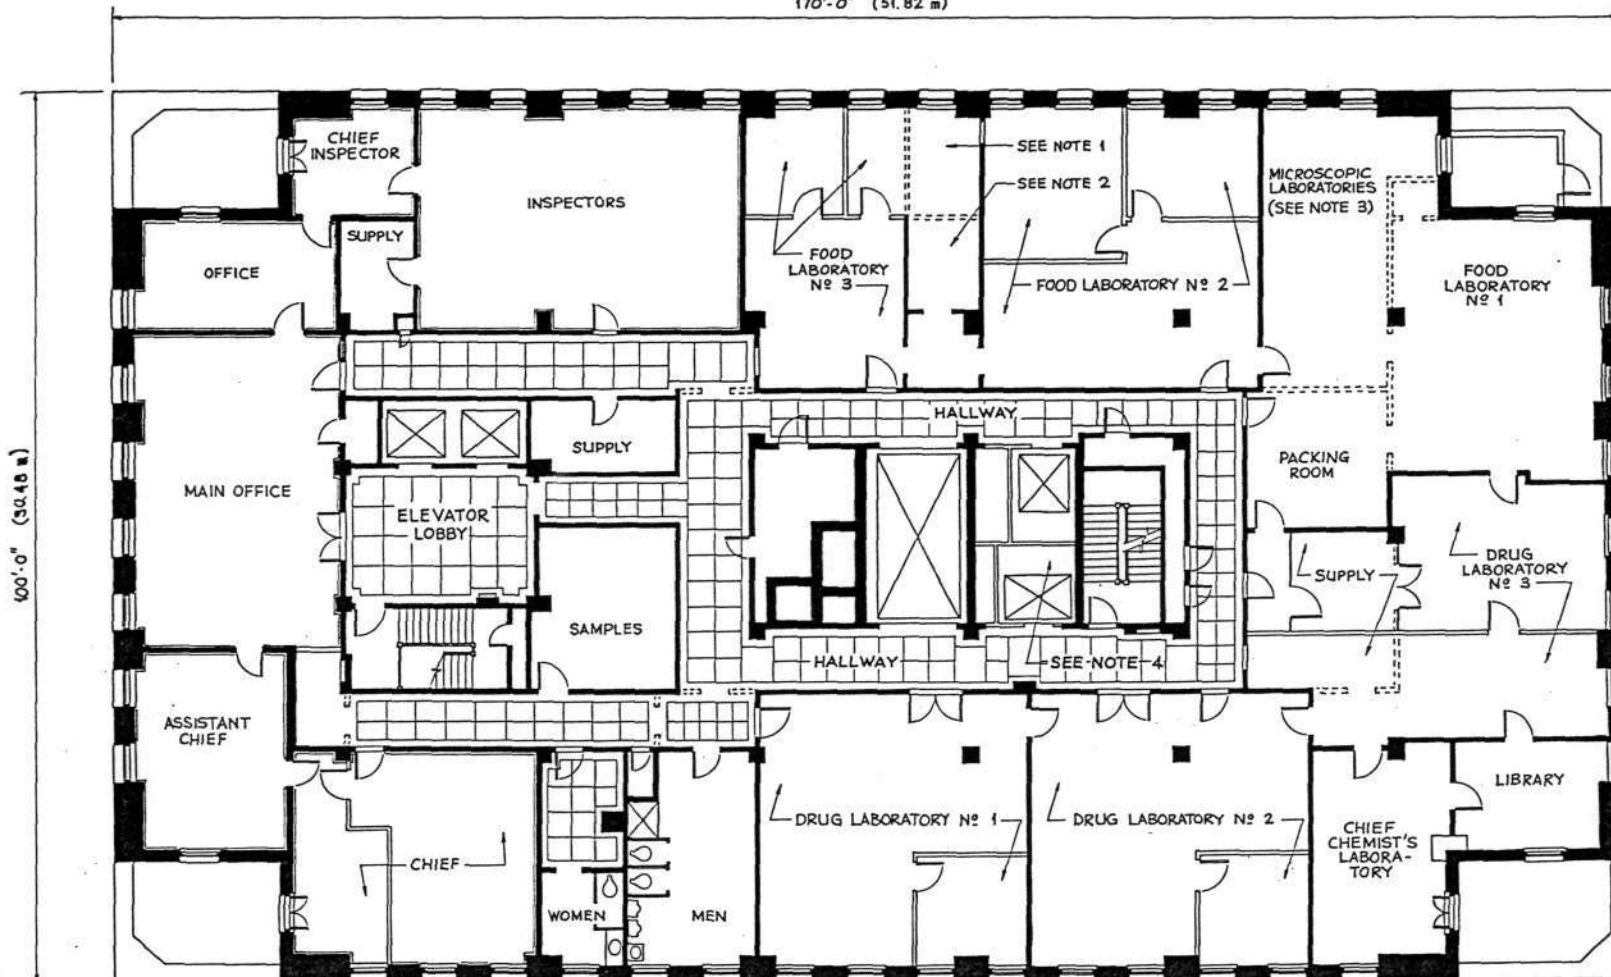 170'-0" (51.82 m)
100'-0" (30.48 m)
CHIEF
INSPECTOR
INSPECTORS
SUPPLY
OFFICE
SEE NOTE 1
SEE NOTE 2
FOOD
LABORATORY
Nº 3
FOOD LABORATORY Nº 2
MICROSCOPIC
LABORATORIES
(SEE NOTE 3)
FOOD
LABORATORY
Nº 1
MAIN OFFICE
SUPPLY
HALLWAY
ELEVATOR
LOBBY
PACKING
ROOM
SUPPLY
DRUG
LABORATORY
Nº 3
SAMPLES
HALLWAY
SEE NOTE 4
ASSISTANT
CHIEF
CHIEF
WOMEN
MEN
DRUG LABORATORY Nº 1
DRUG LABORATORY Nº 2
CHIEF
CHEMIST'S
LABORA-
TORY
LIBRARY